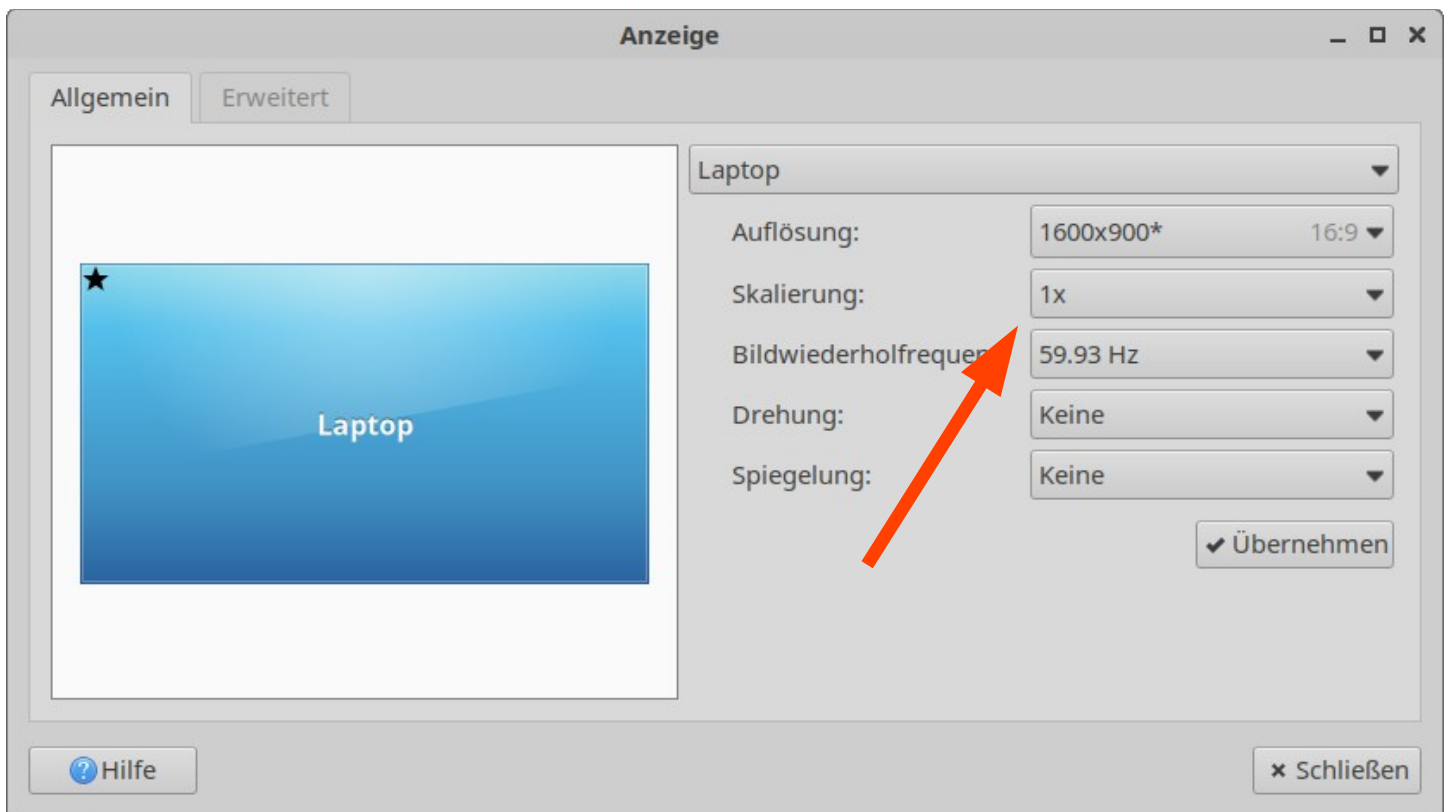 Anzeige
Allgemein
Erweitert
Laptop
Laptop
Auflösung: 1600x900* 16:9
Skalierung: 1x
Bildwiederholfrequen 59.93 Hz
Drehung: Keine
Spiegelung: Keine
Übernehmen
Hilfe
Schließen